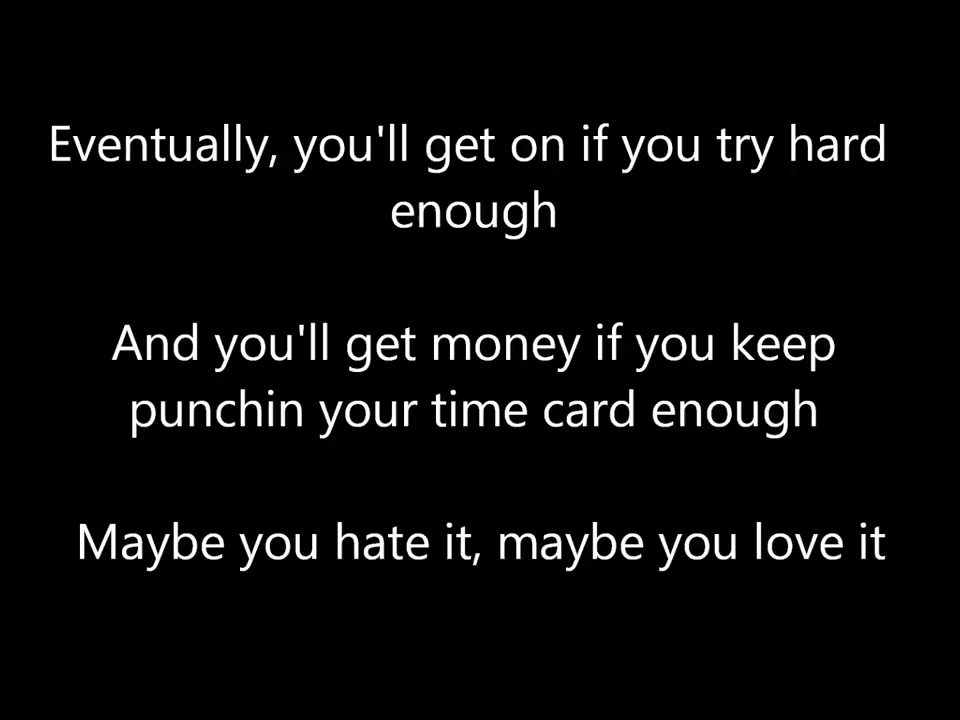 Eventually, you'll get on if you try hard
enough
And you'll get money if you keep
punchin your time card enough
Maybe you hate it, maybe you love it